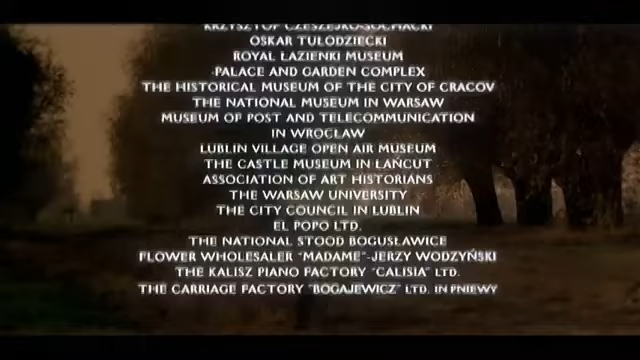 KRZYSZTOF CZESZEJKO-SOCHACKI
OSKAR TUŁODZIECKI
ROYAL ŁAZIENKI MUSEUM
PALACE AND GARDEN COMPLEX
THE HISTORICAL MUSEUM OF THE CITY OF CRACOV
THE NATIONAL MUSEUM IN WARSAW
MUSEUM OF POST AND TELECOMMUNICATION
IN WROCŁAW
LUBLIN VILLAGE OPEN AIR MUSEUM
THE CASTLE MUSEUM IN ŁAŃCUT
ASSOCIATION OF ART HISTORIANS
THE WARSAW UNIVERSITY
THE CITY COUNCIL IN LUBLIN
EL POPO LTD.
THE NATIONAL STOOD BOGUSŁAWICE
FLOWER WHOLESALER "MADAME"-JERZY WODZYŃSKI
THE KALISZ PIANO FACTORY "CALISIA" LTD.
THE CARRIAGE FACTORY "BOGAJEWICZ" LTD. IN PNIEWY